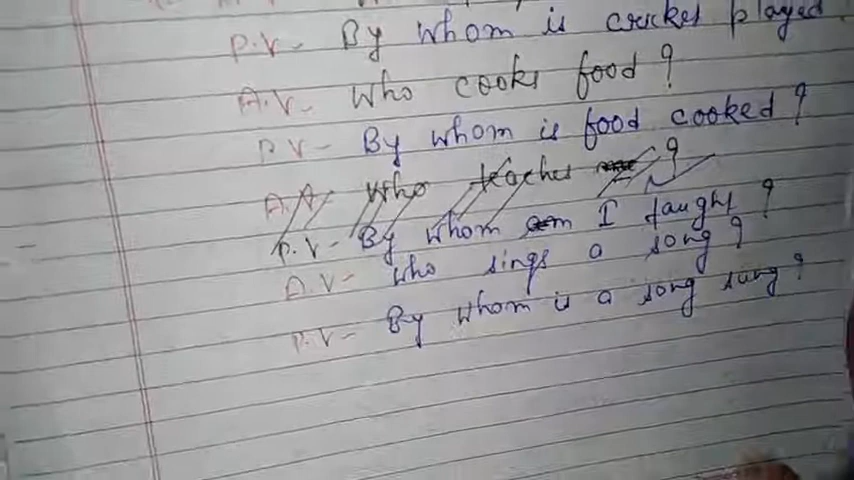 P.V- By whom is cricket played
A.V- Who cooks food ?
P.V- By whom is food cooked ?
A.A Who teaches ?
P.V- By whom am I taught ?
A.V- Who sings a song ?
P.V- By whom is a song sung ?